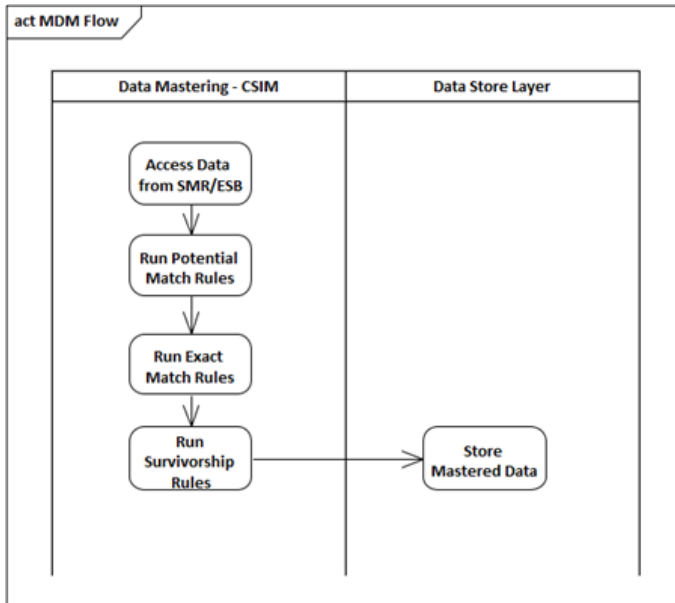 act MDM Flow
Data Mastering - CSIM
Data Store Layer
Access Data
from SMR/ESB
Run Potential
Match Rules
Run Exact
Match Rules
Run
Survivorship
Rules
Store
Mastered Data